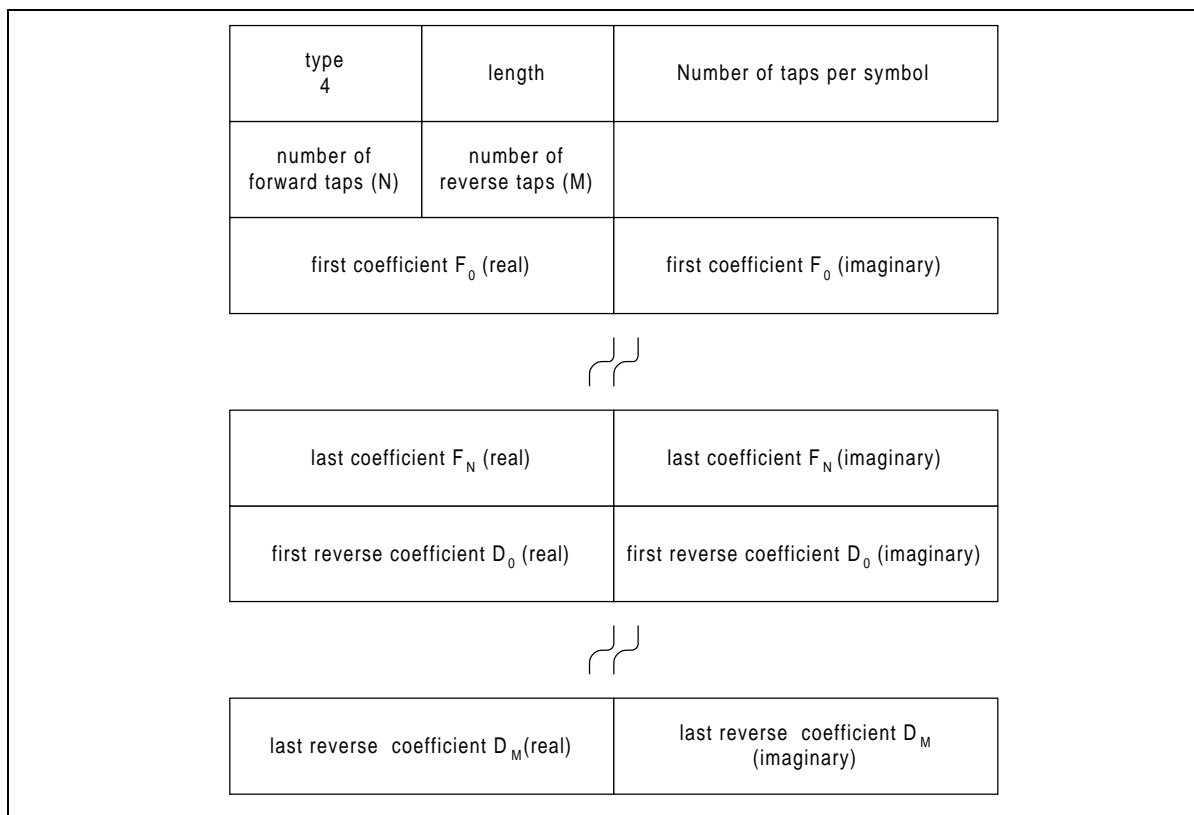 type
4
length
Number of taps per symbol
number of
forward taps (N)
number of
reverse taps (M)
first coefficient F0 (real)
first coefficient F0 (imaginary)
last coefficient FN (real)
last coefficient FN (imaginary)
first reverse coefficient D0 (real)
first reverse coefficient D0 (imaginary)
last reverse coefficient DM(real)
last reverse coefficient DM
(imaginary)